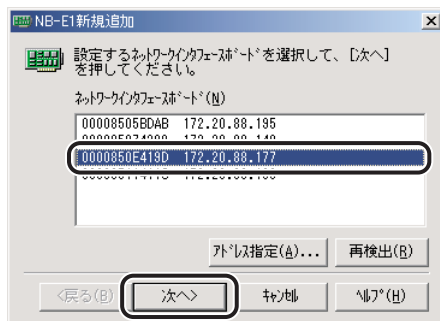 NB-E1新規追加
設定するﾈｯﾄﾜｰｸｲﾝﾀﾌｪｰｽﾎﾞｰﾄﾞを選択して、[次へ]
を押してください。
ﾈｯﾄﾜｰｸｲﾝﾀﾌｪｰｽﾎﾞｰﾄﾞ(N)
00008505BDAB 172.20.88.195
0000850E419D 172.20.88.177
ｱﾄﾞﾚｽ指定(A)... 再検出(R)
<戻る(B) 次へ> ｷｬﾝｾﾙ ﾍﾙﾌﾟ(H)